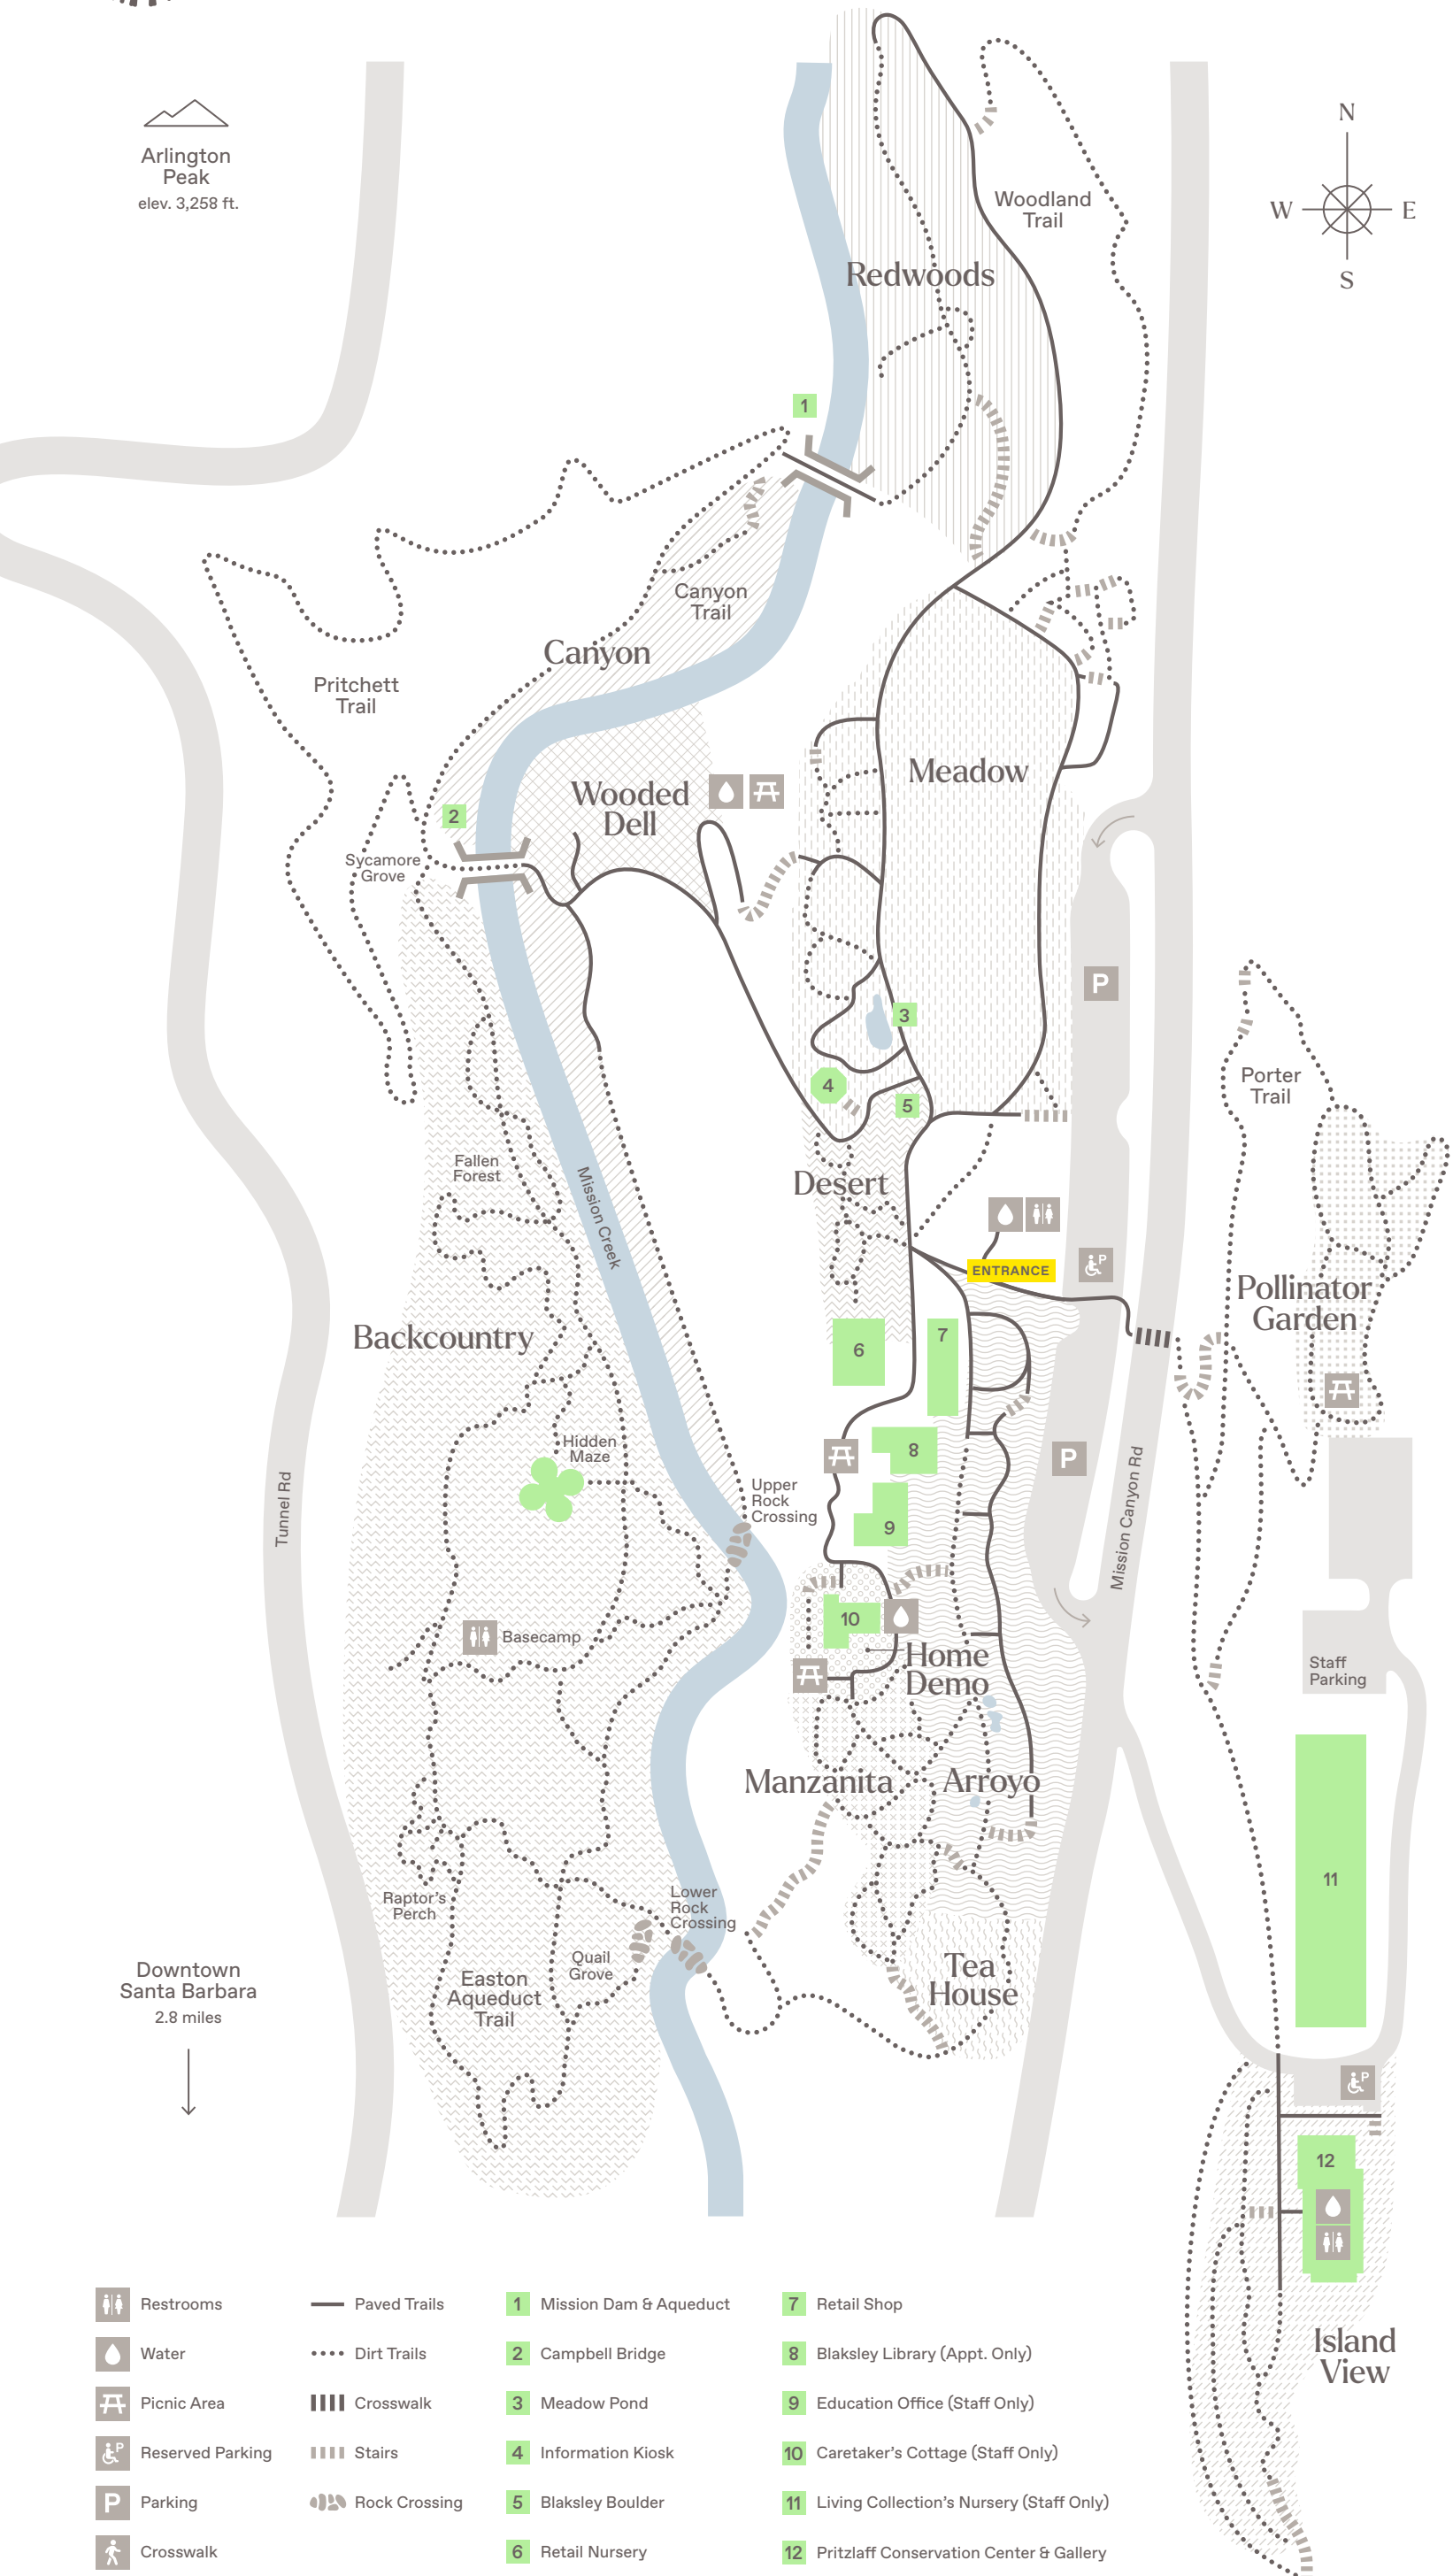 Arlington
Peak
elev. 3,258 ft.
N
W
E
S
Woodland
Trail
Redwoods
1
Canyon
Trail
Canyon
Pritchett
Trail
Meadow
Wooded
Dell
2
Sycamore
Grove
P
3
4
5
Porter
Trail
Fallen
Forest
Mission Creek
Desert
ENTRANCE
P
Pollinator
Garden
Backcountry
6
7
Hidden
Maze
8
P
Upper
Rock
Crossing
Tunnel Rd
Mission Canyon Rd
9
10
Basecamp
Home
Demo
Staff
Parking
Manzanita
Arroyo
11
Raptor's
Perch
Lower
Rock
Crossing
Quail
Grove
Easton
Aqueduct
Trail
Tea
House
Downtown
Santa Barbara
2.8 miles
P
12
Island
View
Restrooms
Water
Picnic Area
P
Reserved Parking
P
Parking
Crosswalk
Paved Trails
Dirt Trails
Crosswalk
Stairs
Rock Crossing
1 Mission Dam & Aqueduct
2 Campbell Bridge
3 Meadow Pond
4 Information Kiosk
5 Blaksley Boulder
6 Retail Nursery
7 Retail Shop
8 Blaksley Library (Appt. Only)
9 Education Office (Staff Only)
10 Caretaker's Cottage (Staff Only)
11 Living Collection's Nursery (Staff Only)
12 Pritzlaff Conservation Center & Gallery